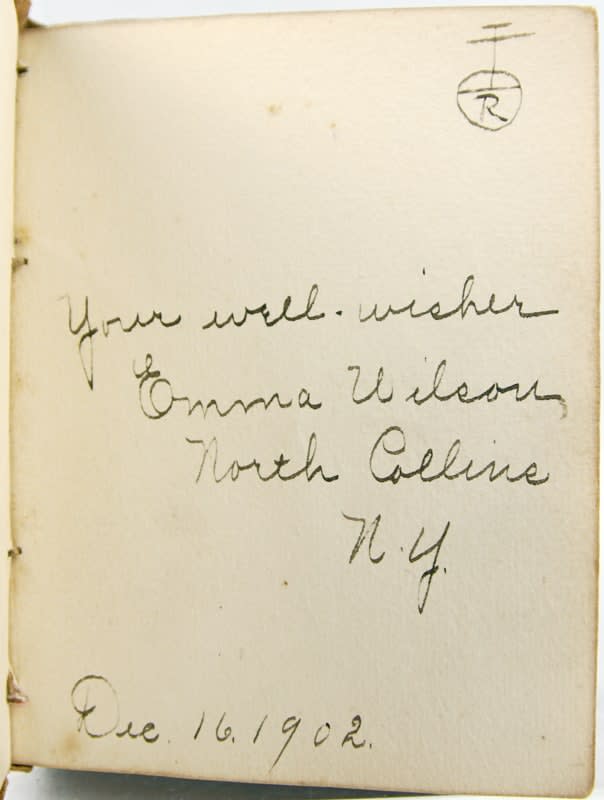 R
Your well-wisher
Emma Wilson,
North Collins
N.Y.
Dec. 16. 1902.